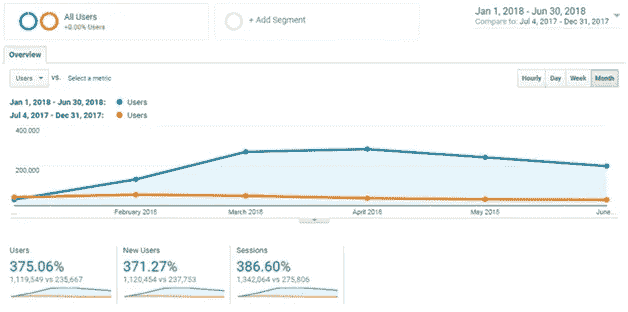 All Users
+0.00% Users
+ Add Segment
Jan 1, 2018 - Jun 30, 2018
Compare to: Jul 4, 2017 - Dec 31, 2017
Overview
Users VS. Select a metric
Hourly Day Week Month
Jan 1, 2018 - Jun 30, 2018: Users
Jul 4, 2017 - Dec 31, 2017: Users
400,000
200,000
... February 2018 March 2018 April 2018 May 2018 June...
Users New Users Sessions
375.06% 371.27% 386.60%
1,119,549 vs 235,667 1,120,454 vs 237,753 1,342,064 vs 275,806